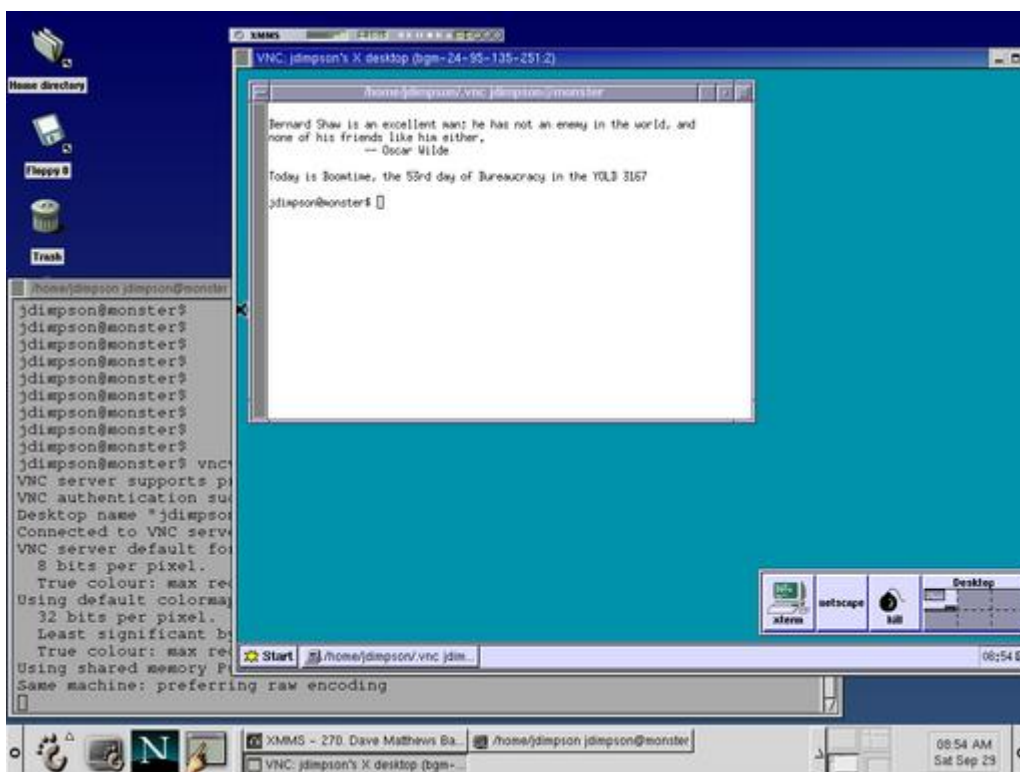 XMMS
VNC: jdimpson's X desktop (bgm-24-95-135-251:2)
Home directory
Floppy 0
Trash
/home/jdimpson/.vnc jdimpson@monster
Bernard Shaw is an excellent man; he has not an enemy in the world, and
none of his friends like him either.
-- Oscar Wilde
Today is Boomtime, the 53rd day of Bureaucracy in the YOLD 3167
jdimpson@monster$
/home/jdimpson jdimpson@monster
jdimpson@monster$
jdimpson@monster$
jdimpson@monster$
jdimpson@monster$
jdimpson@monster$
jdimpson@monster$
jdimpson@monster$
jdimpson@monster$
jdimpson@monster$
jdimpson@monster$ vncv
VNC server supports p
VNC authentication su
Desktop name "jdimpso
Connected to VNC serv
VNC server default fo
8 bits per pixel.
True colour: max re
Using default colormap
32 bits per pixel.
Least significant by
True colour: max re
Using shared memory P
Same machine: preferring raw encoding
xterm
netscape
kill
Desktop
Start
/home/jdimpson/.vnc jdim...
08:54
XMMS - 270. Dave Matthews Ba...
/home/jdimpson jdimpson@monster
VNC: jdimpson's X desktop (bgm-...
08:54 AM
Sat Sep 29